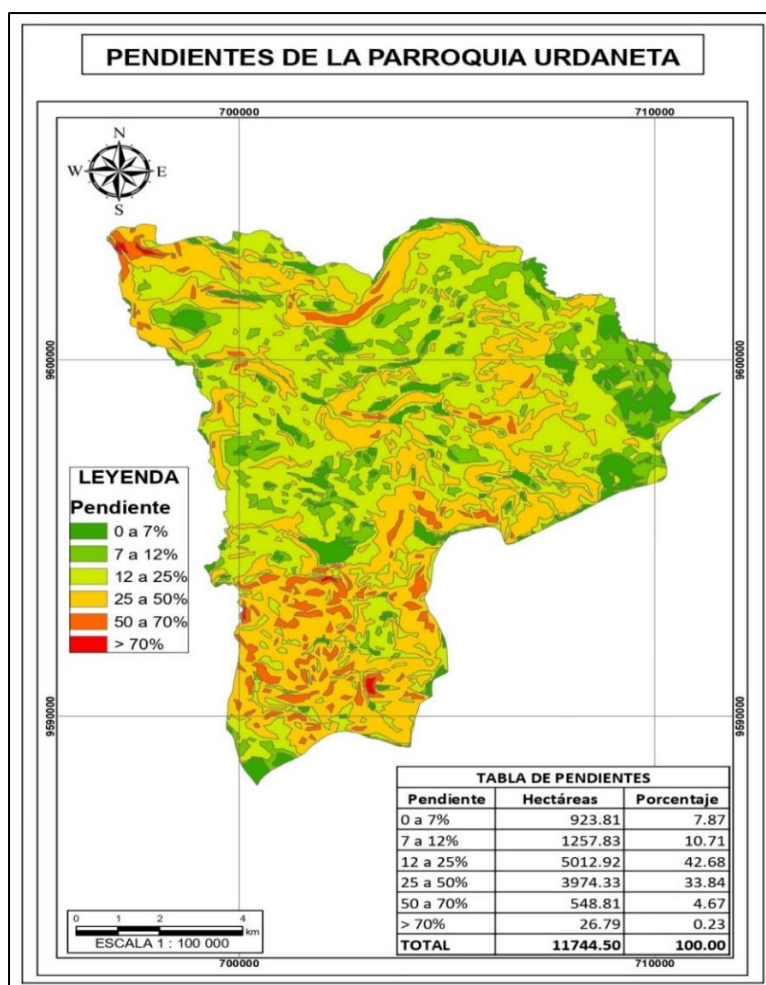 PENDIENTES DE LA PARROQUIA URDANETA
700000 710000
N
W E
S
9600000 9600000
LEYENDA
Pendiente
0 a 7%
7 a 12%
12 a 25%
25 a 50%
50 a 70%
> 70%
9590000 9590000
TABLA DE PENDIENTES
Pendiente Hectáreas Porcentaje
0 a 7% 923.81 7.87
7 a 12% 1257.83 10.71
12 a 25% 5012.92 42.68
25 a 50% 3974.33 33.84
50 a 70% 548.81 4.67
> 70% 26.79 0.23
TOTAL 11744.50 100.00
0 1 2 4
km
ESCALA 1 : 100 000
700000 710000